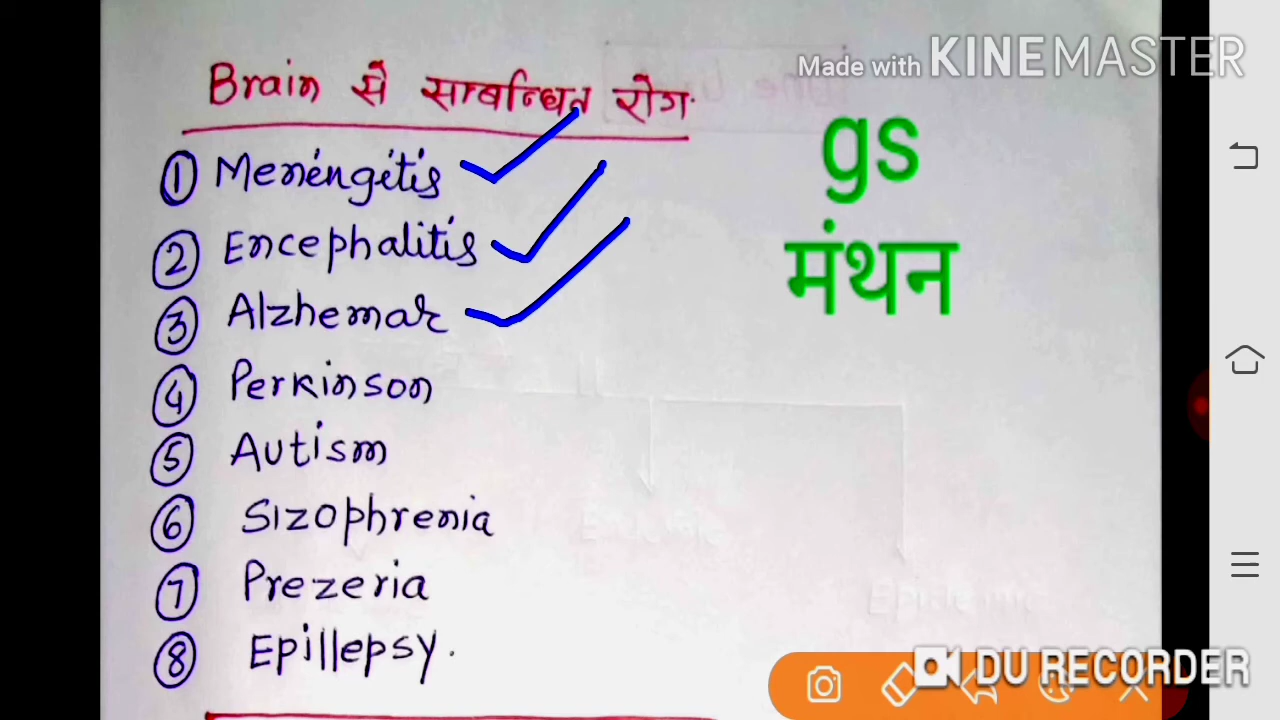 Brain से सम्बन्धित रोग
Made with KINEMASTER
gs
मंथन
① Meningitis
② Encephalitis
③ Alzhemar
④ Perkinson
⑤ Autism
⑥ Sizophrenia
⑦ Prezeria
⑧ Epillepsy.
DU RECORDER